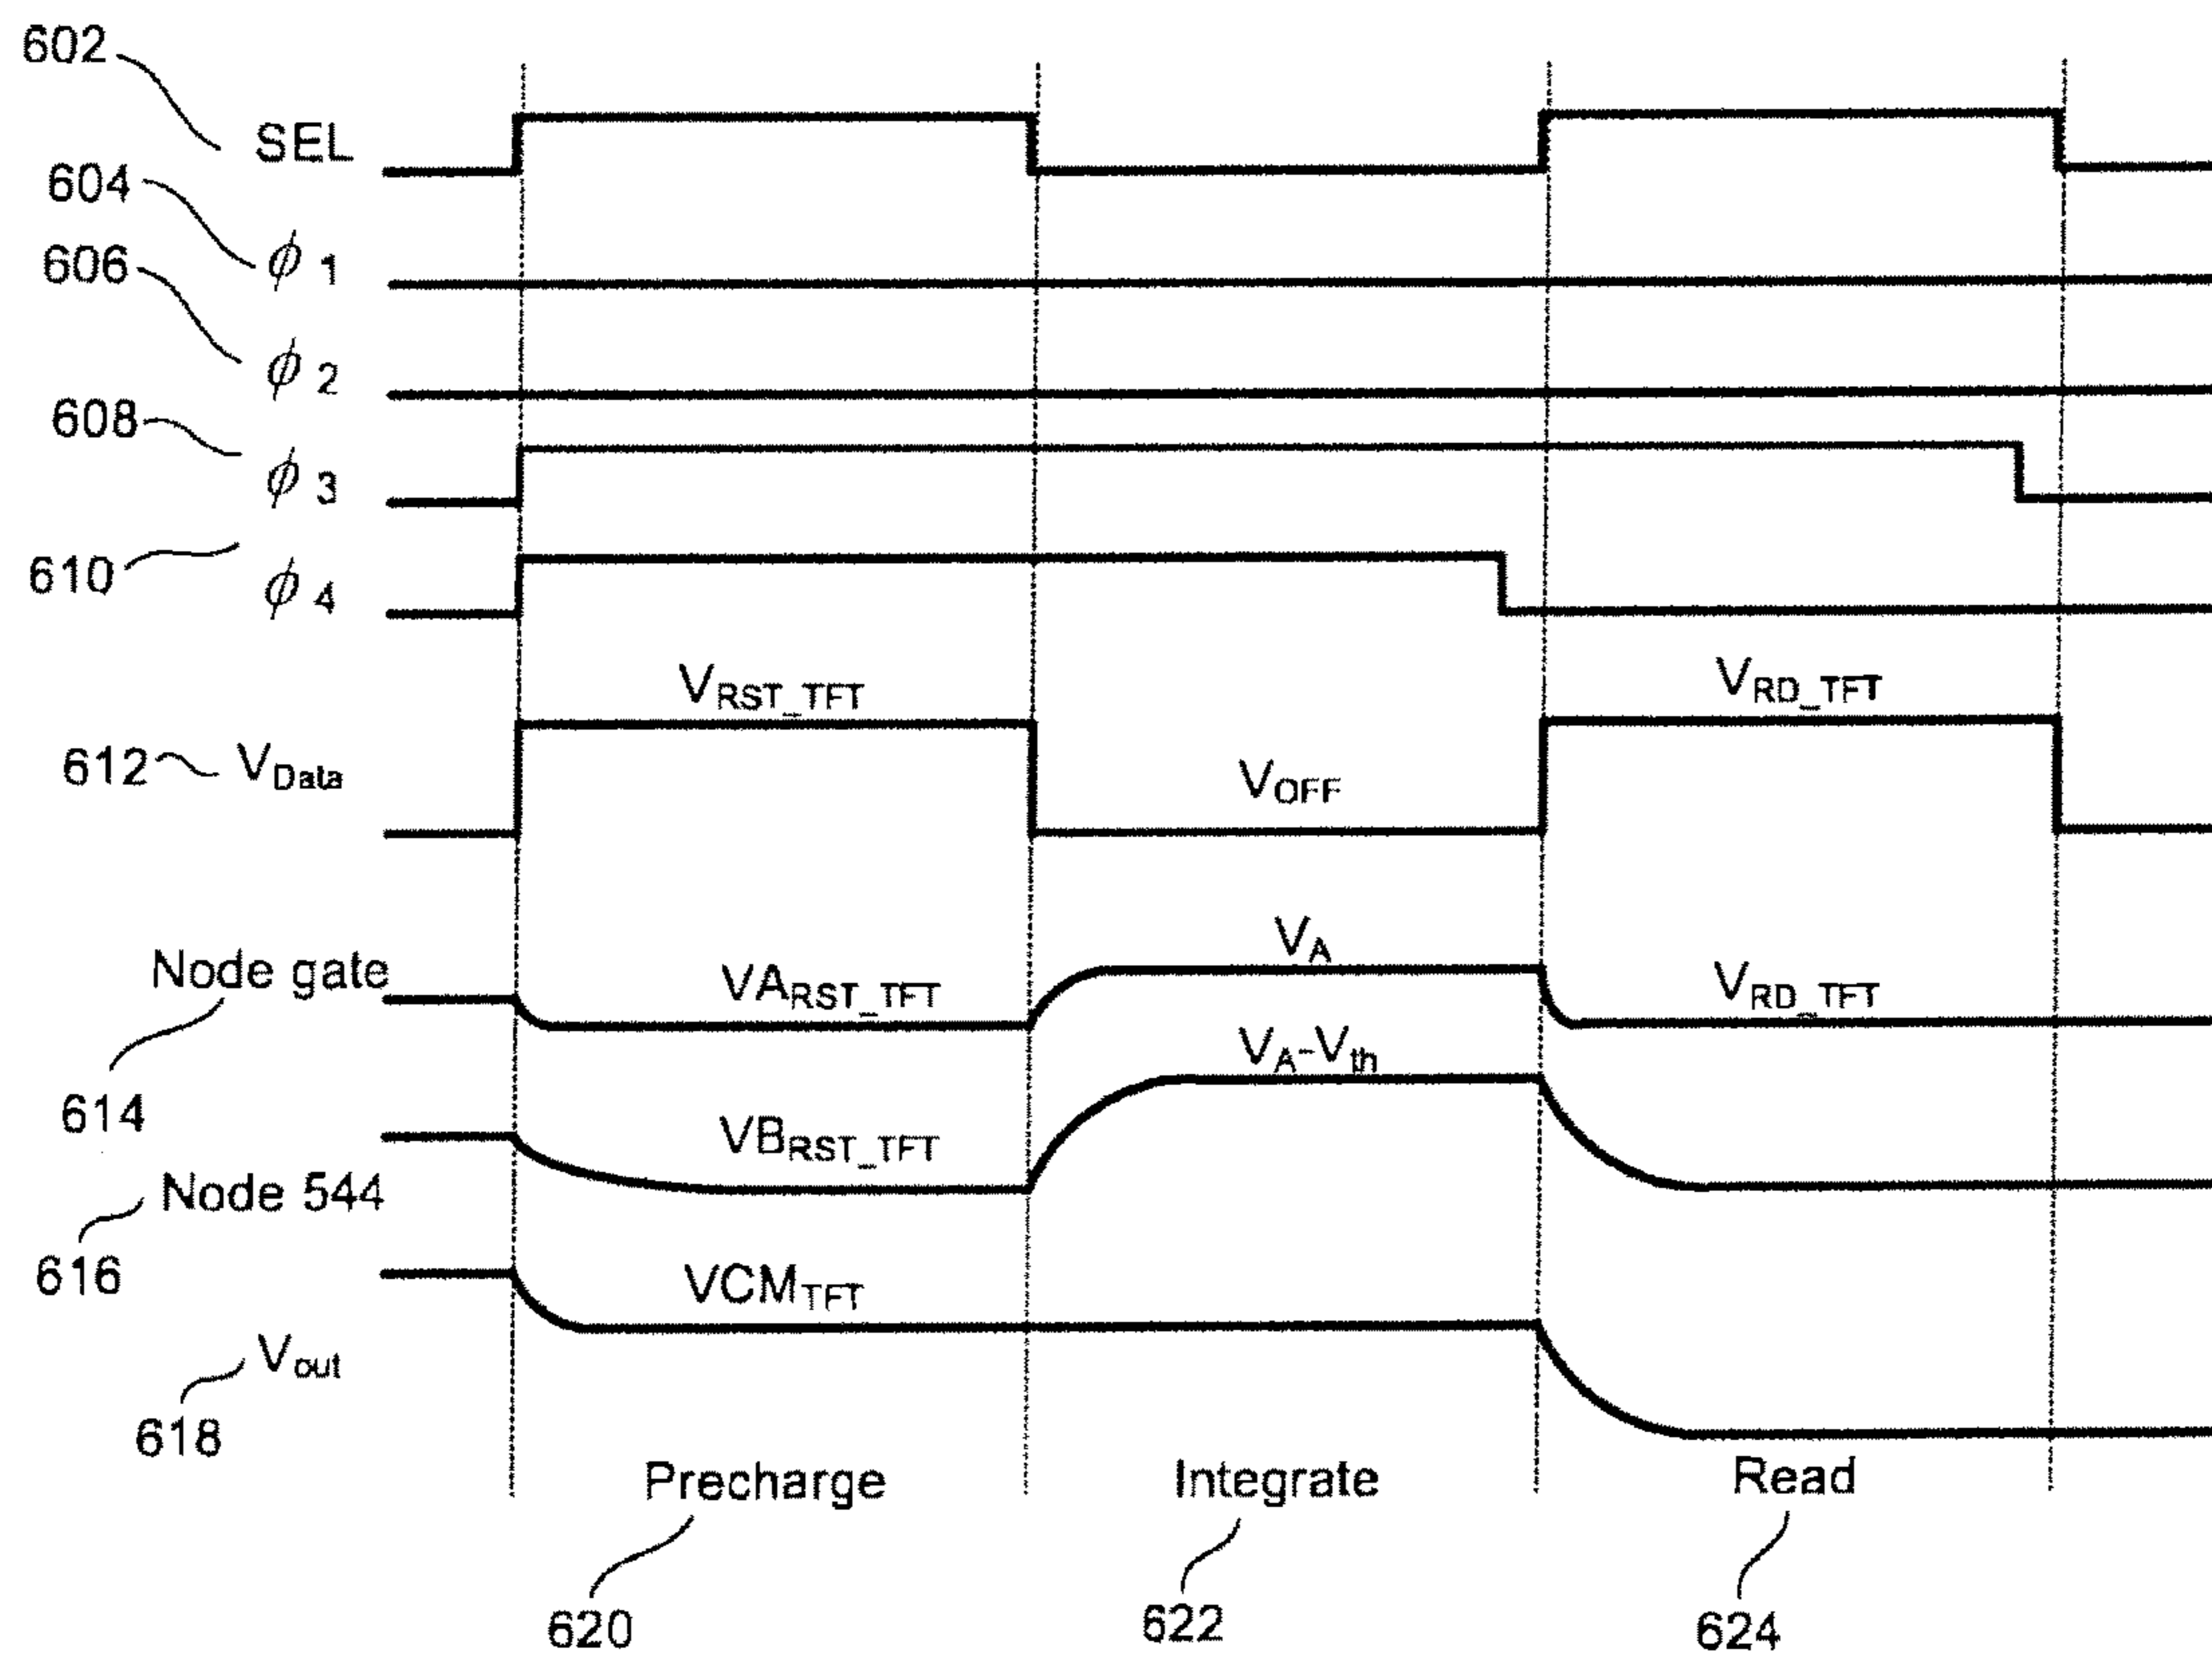 602
SEL
604
ϕ 1
606
ϕ 2
608
ϕ 3
610
ϕ 4
V_RST_TFT
V_RD_TFT
612
V_Data
V_OFF
V_A
Node gate
VA_RST_TFT
V_RD_TFT
V_A-V_th
614
VB_RST_TFT
Node 544
616
VCM_TFT
V_out
618
Precharge
Integrate
Read
620
622
624